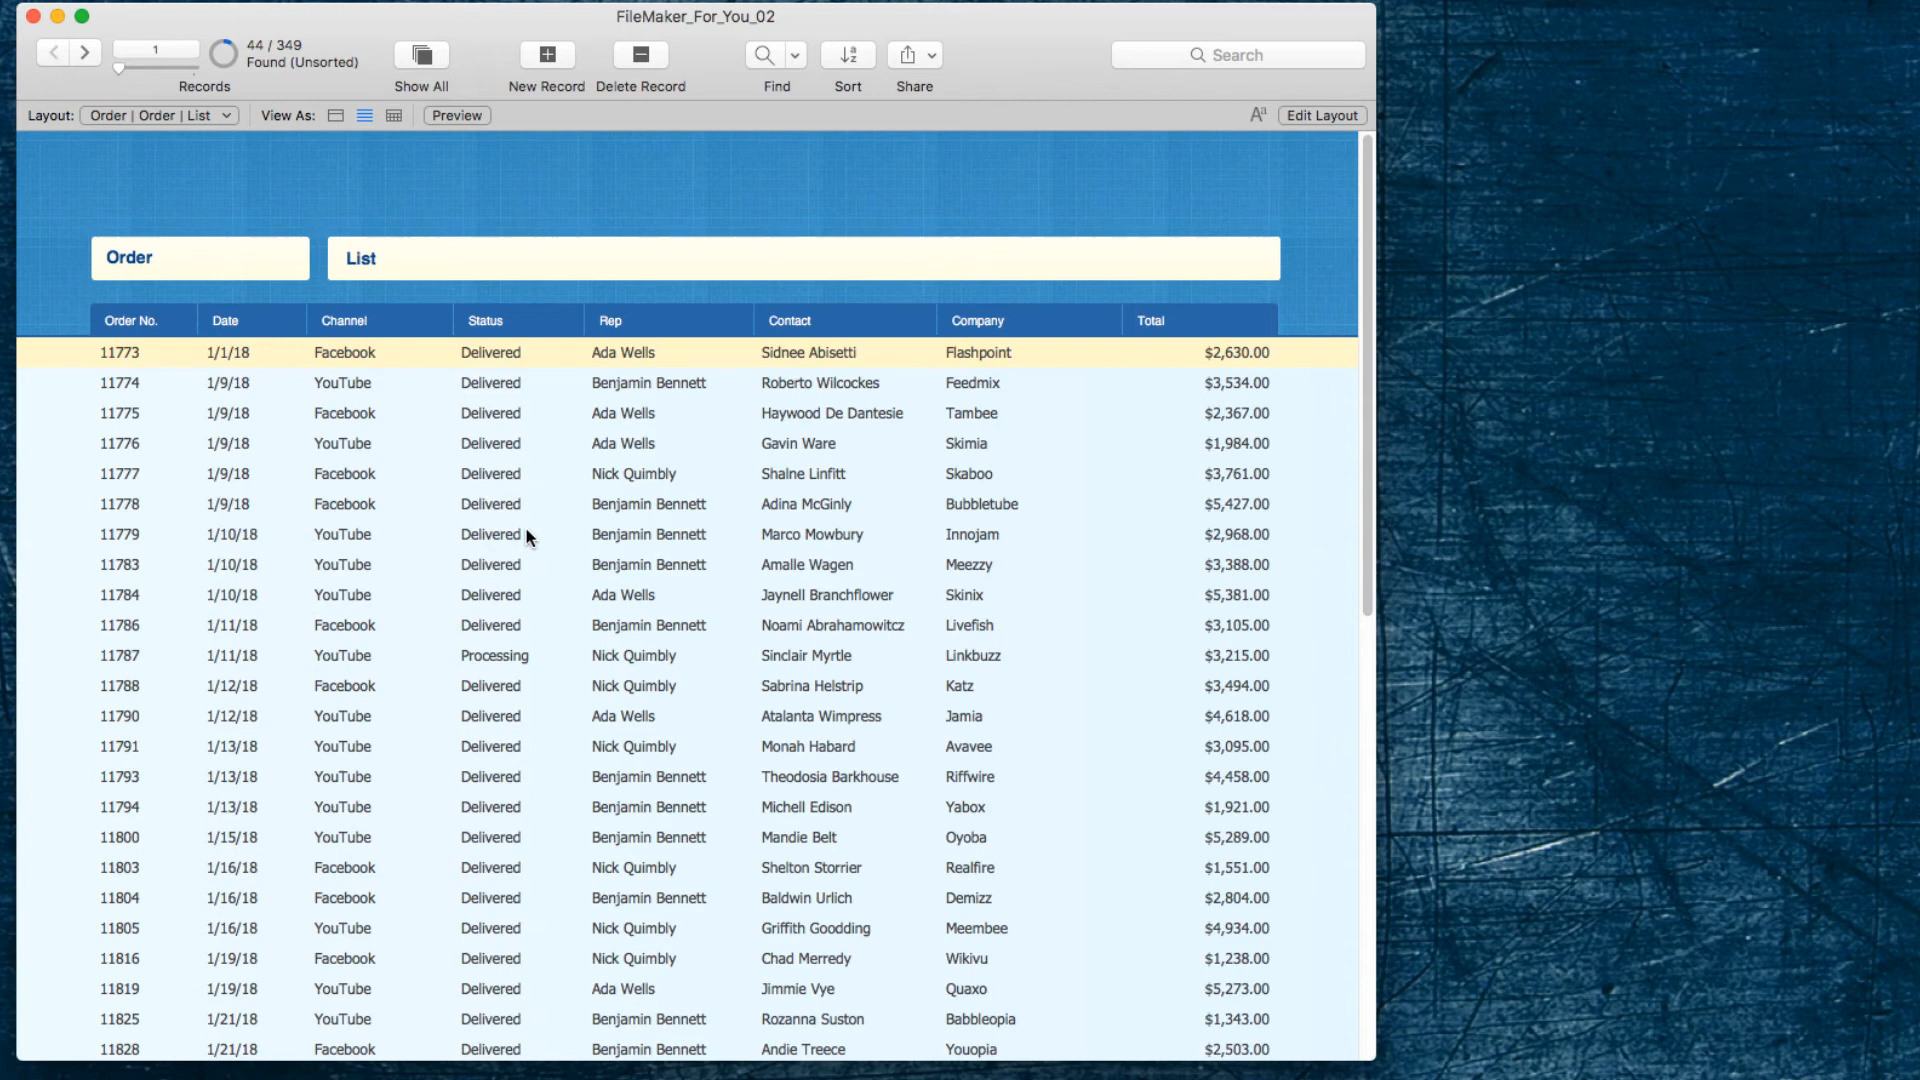 FileMaker_For_You_02
1
44 / 349
Found (Unsorted)
Search
Records
Show All
New Record
Delete Record
Find
Sort
Share
Layout: Order | Order | List
View As:
Preview
Aa
Edit Layout
Order
List
Order No. Date Channel Status Rep Contact Company Total
11773 1/1/18 Facebook Delivered Ada Wells Sidnee Abisetti Flashpoint $2,630.00
11774 1/9/18 YouTube Delivered Benjamin Bennett Roberto Wilcockes Feedmix $3,534.00
11775 1/9/18 Facebook Delivered Ada Wells Haywood De Dantesie Tambee $2,367.00
11776 1/9/18 YouTube Delivered Ada Wells Gavin Ware Skimia $1,984.00
11777 1/9/18 Facebook Delivered Nick Quimbly Shalne Linfitt Skaboo $3,761.00
11778 1/9/18 Facebook Delivered Benjamin Bennett Adina McGinly Bubbletube $5,427.00
11779 1/10/18 YouTube Delivered Benjamin Bennett Marco Mowbury Innojam $2,968.00
11783 1/10/18 YouTube Delivered Benjamin Bennett Amalle Wagen Meezzy $3,388.00
11784 1/10/18 YouTube Delivered Ada Wells Jaynell Branchflower Skinix $5,381.00
11786 1/11/18 Facebook Delivered Benjamin Bennett Noami Abrahamowitcz Livefish $3,105.00
11787 1/11/18 YouTube Processing Nick Quimbly Sinclair Myrtle Linkbuzz $3,215.00
11788 1/12/18 Facebook Delivered Nick Quimbly Sabrina Helstrip Katz $3,494.00
11790 1/12/18 YouTube Delivered Ada Wells Atalanta Wimpress Jamia $4,618.00
11791 1/13/18 YouTube Delivered Nick Quimbly Monah Habard Avavee $3,095.00
11793 1/13/18 YouTube Delivered Benjamin Bennett Theodosia Barkhouse Riffwire $4,458.00
11794 1/13/18 YouTube Delivered Benjamin Bennett Michell Edison Yabox $1,921.00
11800 1/15/18 YouTube Delivered Benjamin Bennett Mandie Belt Oyoba $5,289.00
11803 1/16/18 Facebook Delivered Nick Quimbly Shelton Storrier Realfire $1,551.00
11804 1/16/18 Facebook Delivered Benjamin Bennett Baldwin Urlich Demizz $2,804.00
11805 1/16/18 YouTube Delivered Nick Quimbly Griffith Goodding Meembee $4,934.00
11816 1/19/18 Facebook Delivered Nick Quimbly Chad Merredy Wikivu $1,238.00
11819 1/19/18 YouTube Delivered Ada Wells Jimmie Vye Quaxo $5,273.00
11825 1/21/18 YouTube Delivered Benjamin Bennett Rozanna Suston Babbleopia $1,343.00
11828 1/21/18 Facebook Delivered Benjamin Bennett Andie Treece Youopia $2,503.00